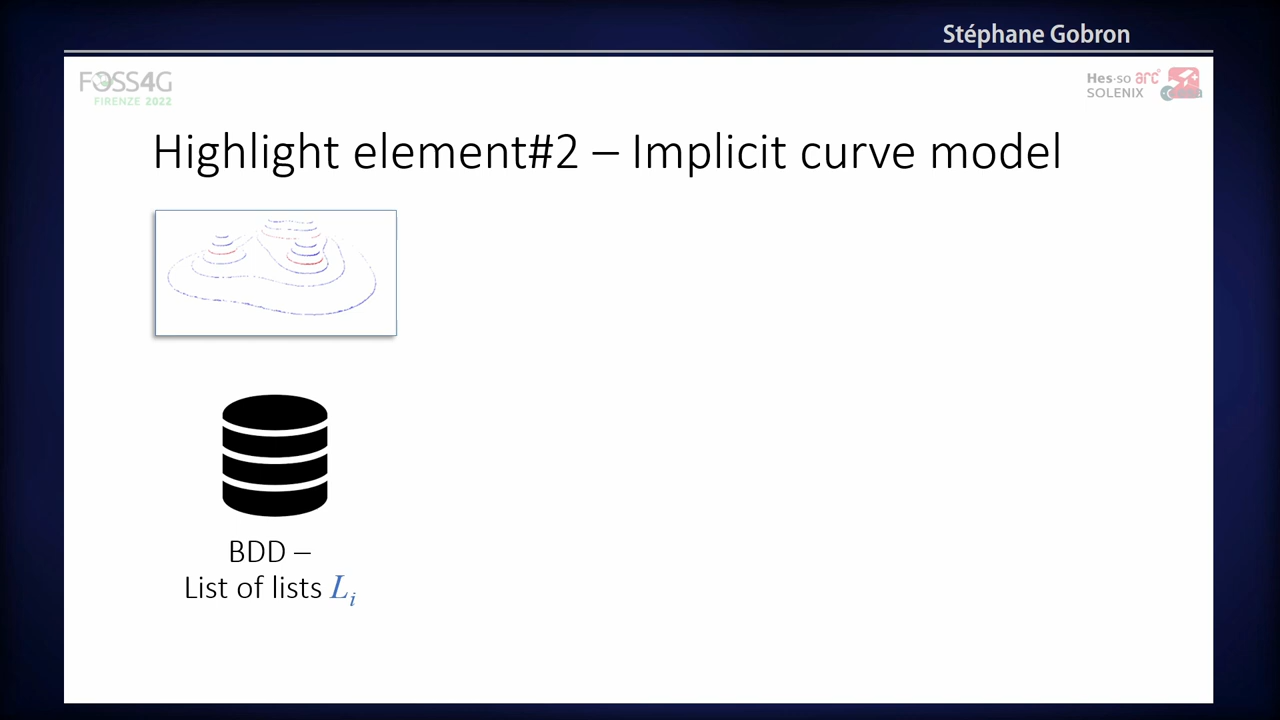 Stéphane Gobron
FOSS4G
FIRENZE 2022
Hes·so arc
SOLENIX
Highlight element#2 – Implicit curve model
BDD –
List of lists Li